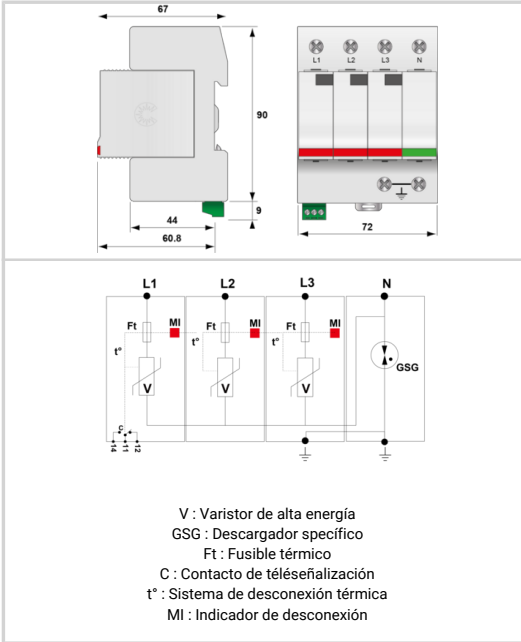 67
L1 L2 L3 N
90
9
44
60.8
72
L1 L2 L3 N
Ft MI Ft MI Ft MI
t° t° t°
GSG
V V V
C
14 11 12
V : Varistor de alta energía
GSG : Descargador specífico
Ft : Fusible térmico
C : Contacto de téléseñalización
t° : Sistema de desconexión térmica
MI : Indicador de desconexión